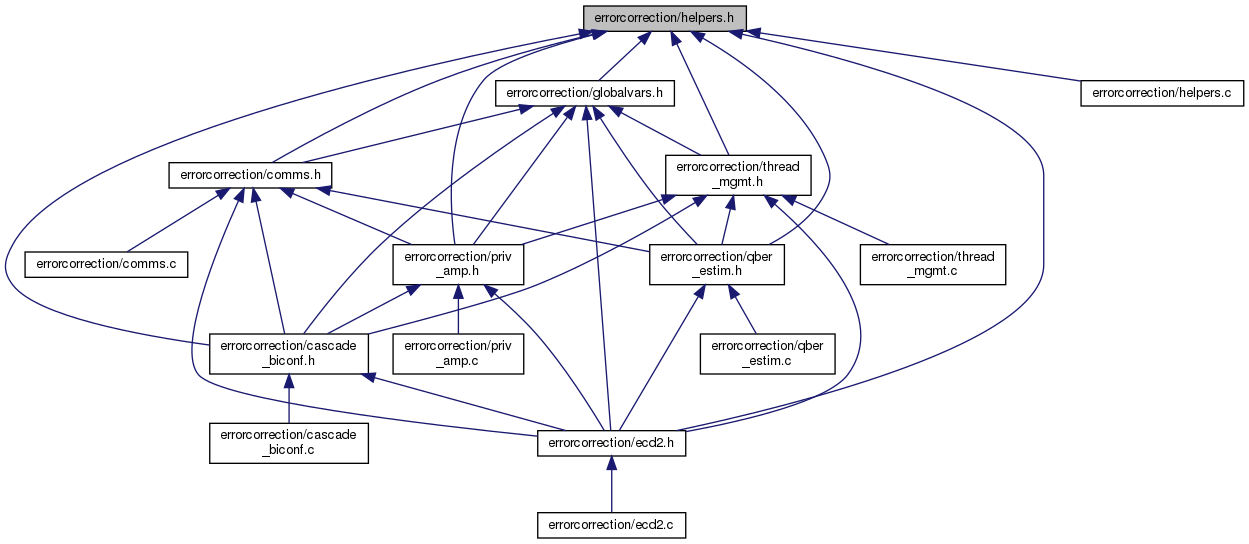 errorcorrection/helpers.h
errorcorrection/globalvars.h
errorcorrection/helpers.c
errorcorrection/comms.h
errorcorrection/thread
_mgmt.h
errorcorrection/comms.c
errorcorrection/priv
_amp.h
errorcorrection/qber
_estim.h
errorcorrection/thread
_mgmt.c
errorcorrection/cascade
_biconf.h
errorcorrection/priv
_amp.c
errorcorrection/qber
_estim.c
errorcorrection/cascade
_biconf.c
errorcorrection/ecd2.h
errorcorrection/ecd2.c